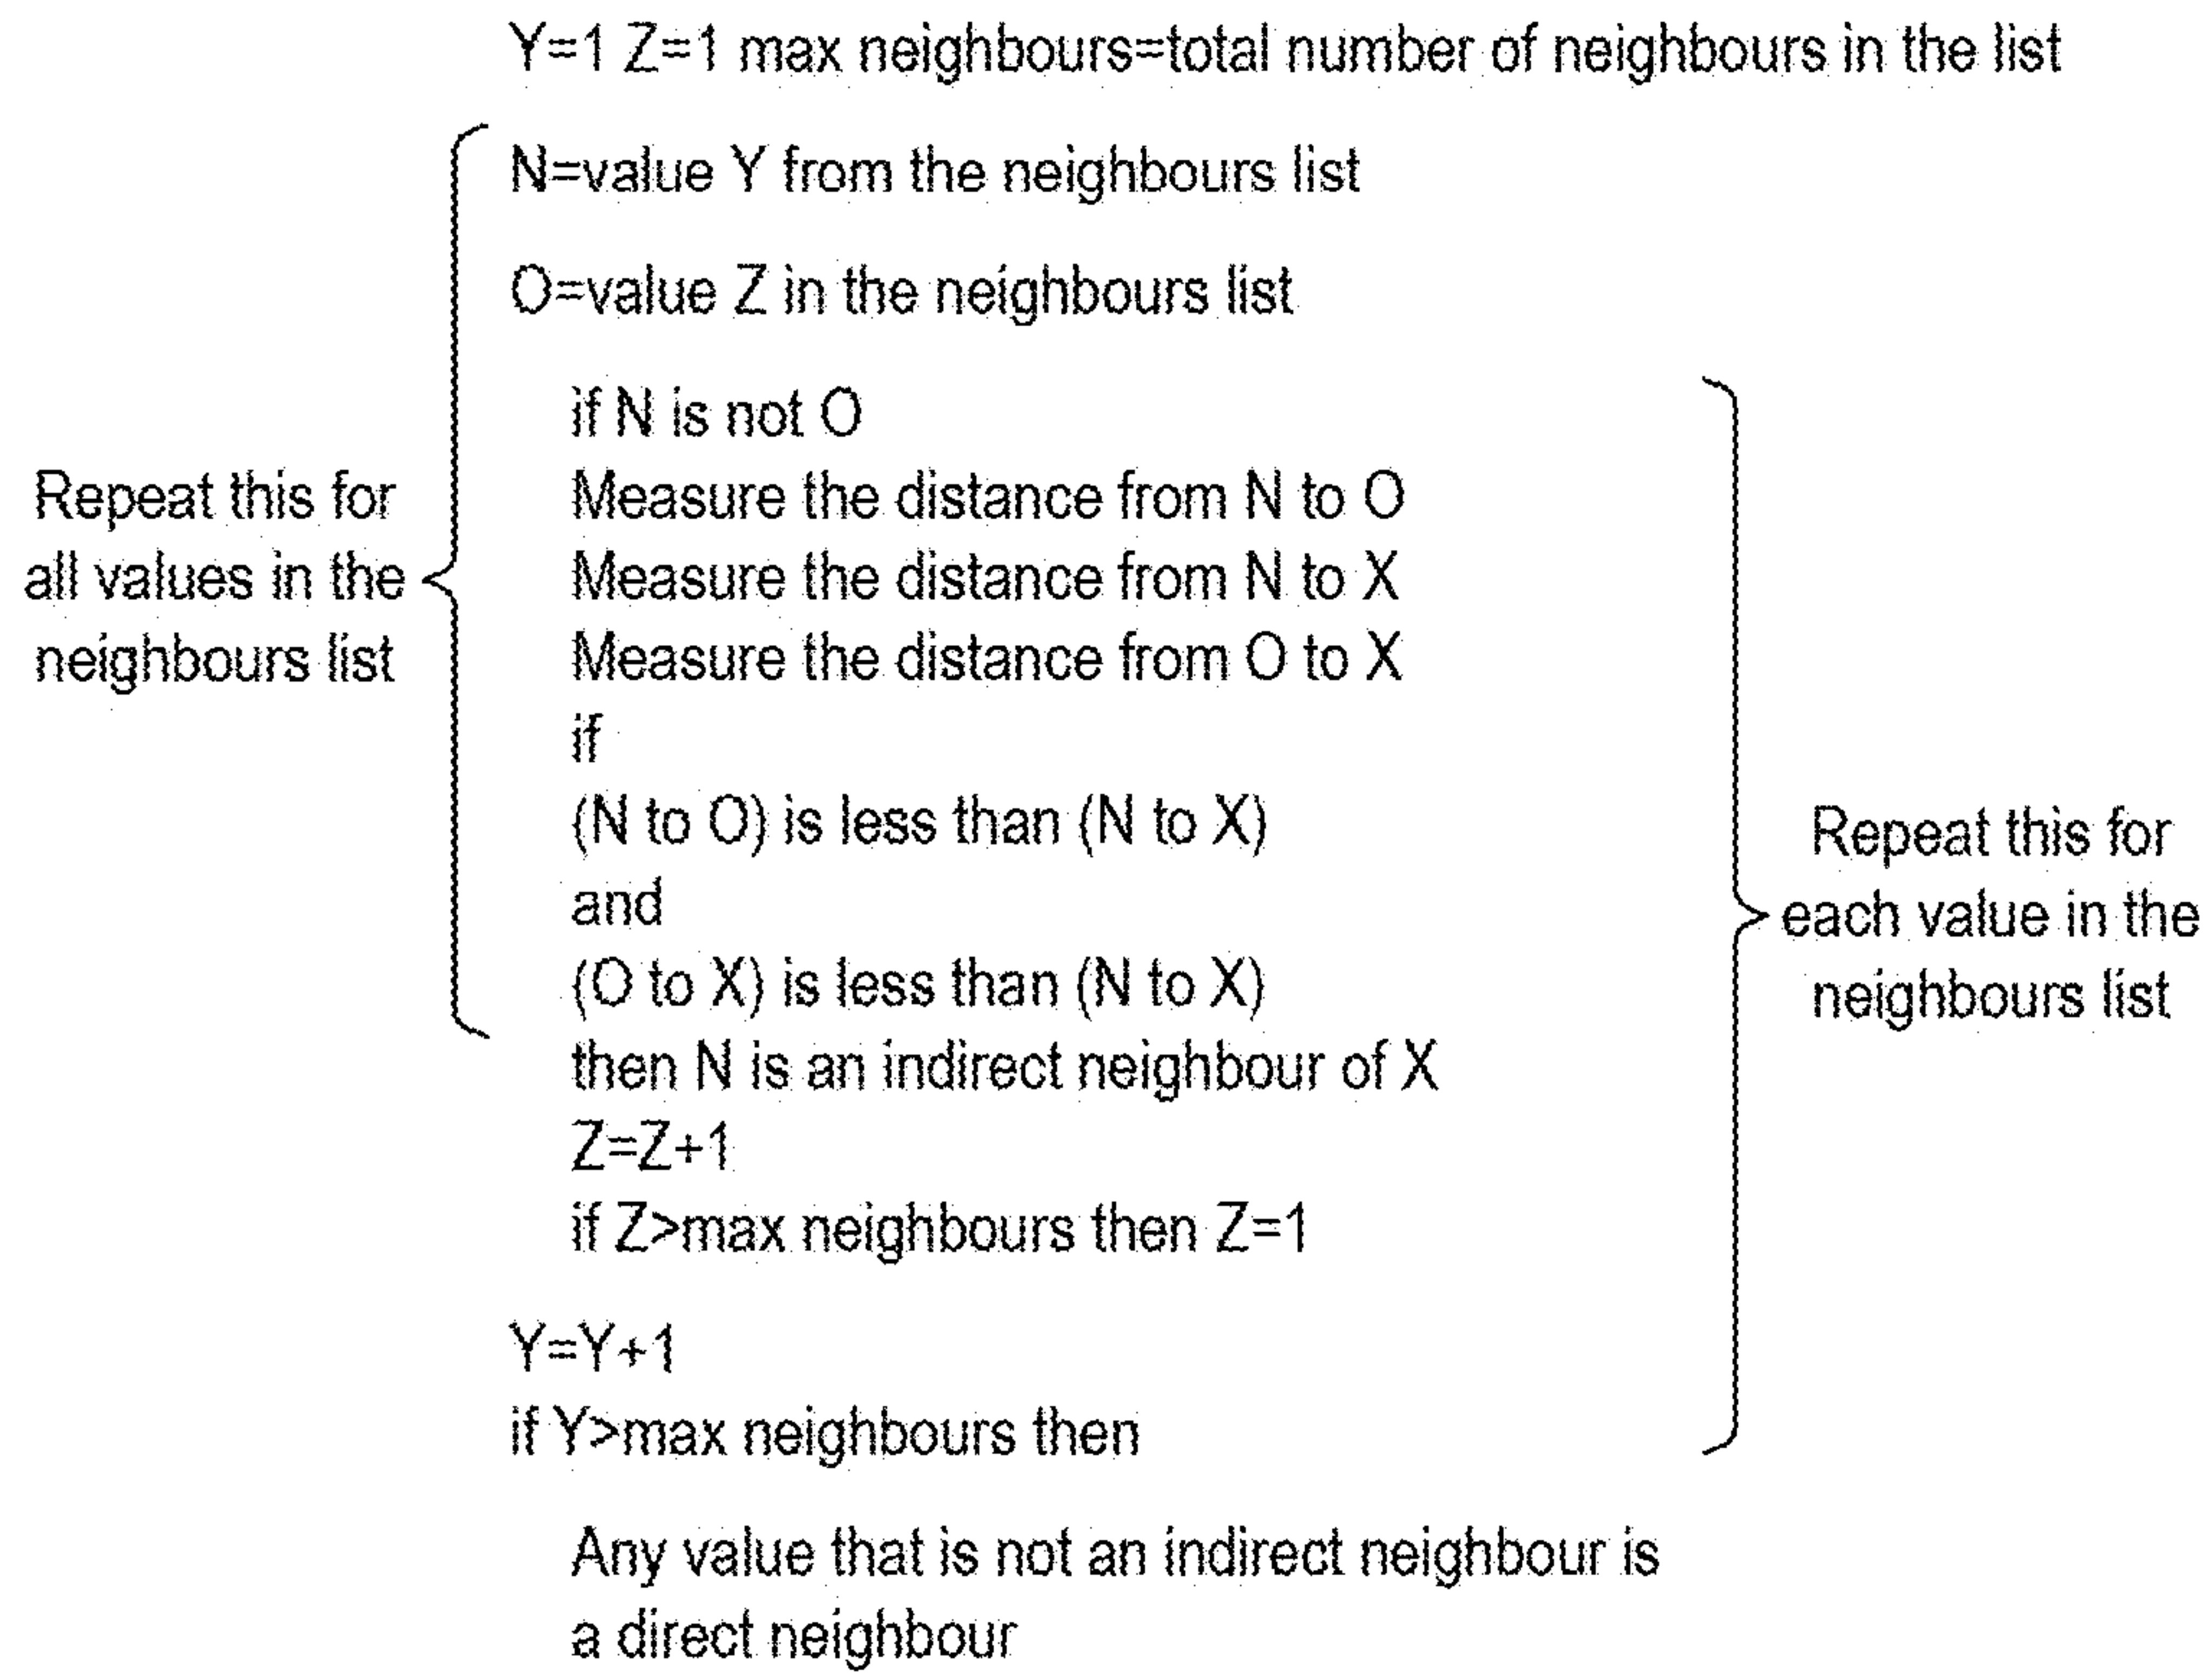 Y=1 Z=1 max neighbours=total number of neighbours in the list
N=value Y from the neighbours list
O=value Z in the neighbours list
if N is not O
Measure the distance from N to O
Measure the distance from N to X
Measure the distance from O to X
if
(N to O) is less than (N to X)
and
(O to X) is less than (N to X)
then N is an indirect neighbour of X
Z=Z+1
if Z>max neighbours then Z=1
Y=Y+1
if Y>max neighbours then
Any value that is not an indirect neighbour is
a direct neighbour
Repeat this for
all values in the
neighbours list
Repeat this for
each value in the
neighbours list